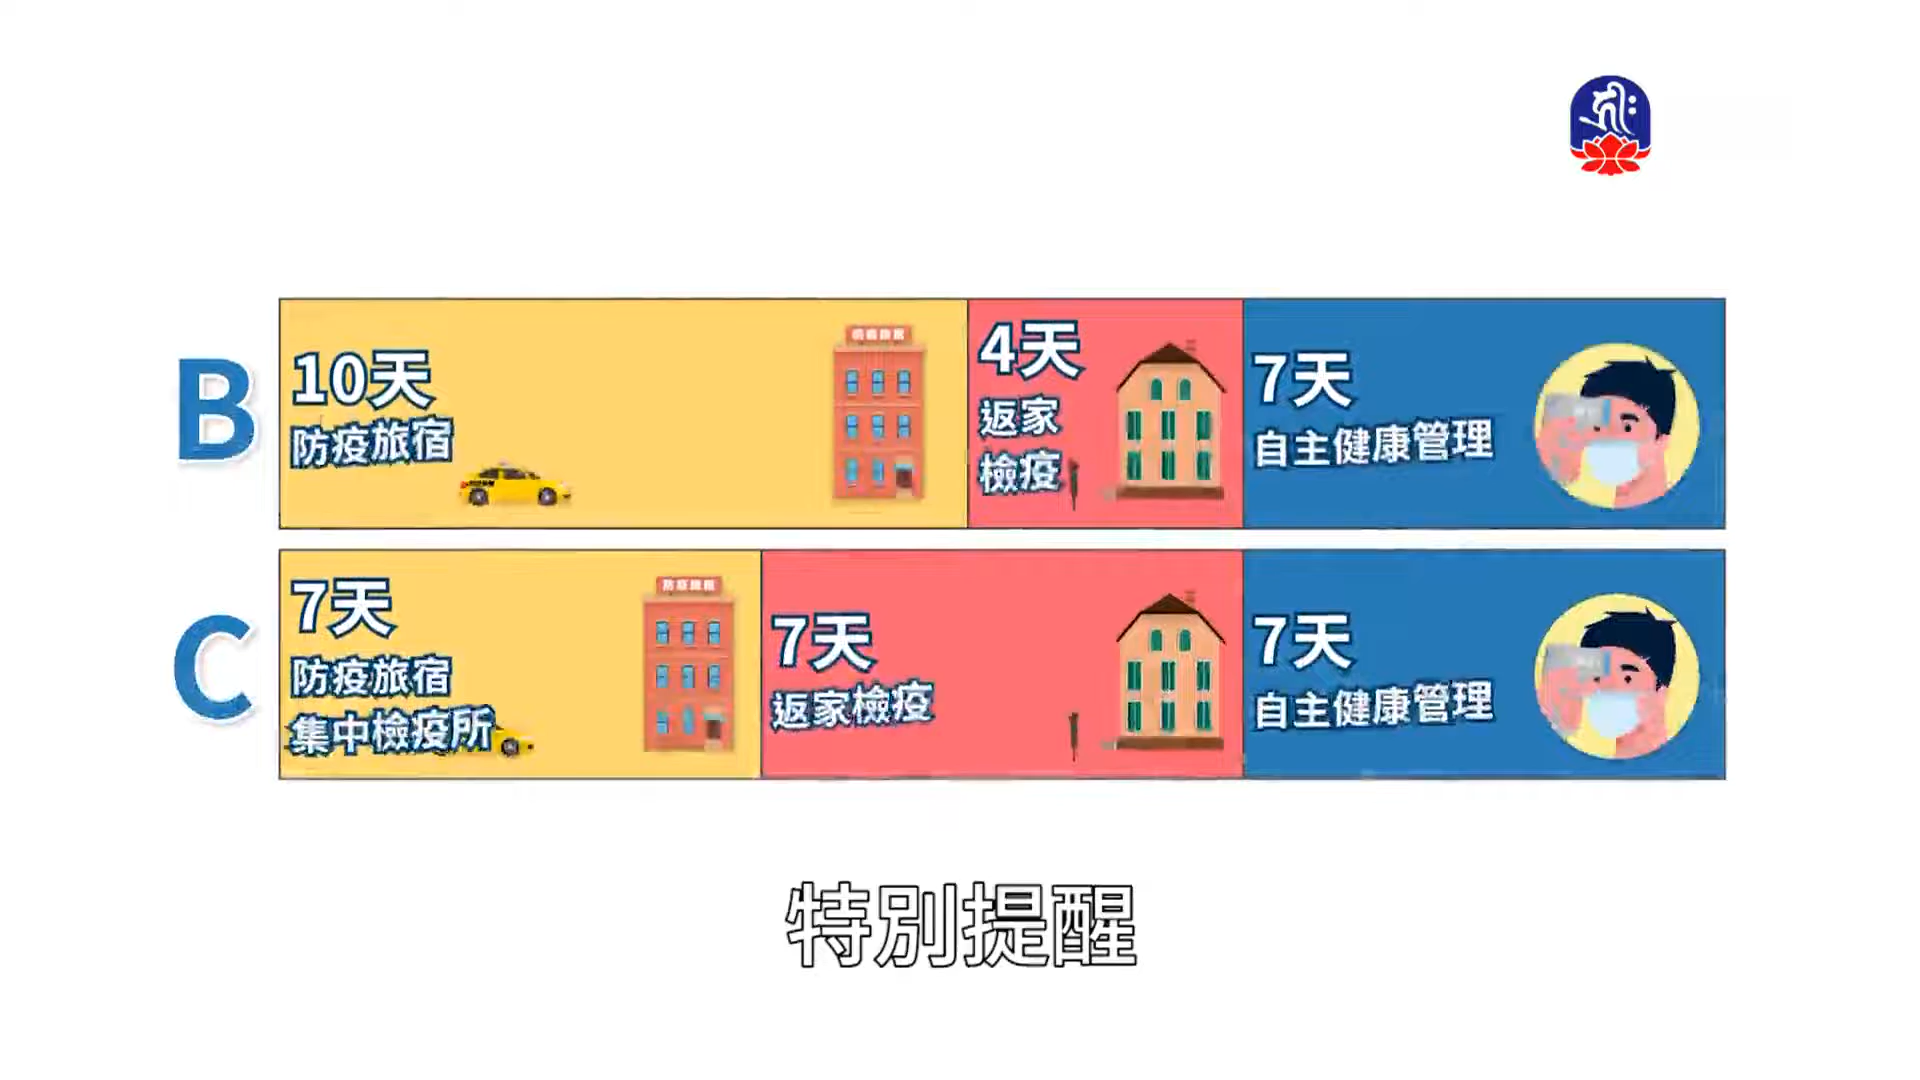 B
10天
防疫旅宿
4天
返家
檢疫
7天
自主健康管理
C
7天
防疫旅宿
集中檢疫所
7天
返家檢疫
7天
自主健康管理
特別提醒